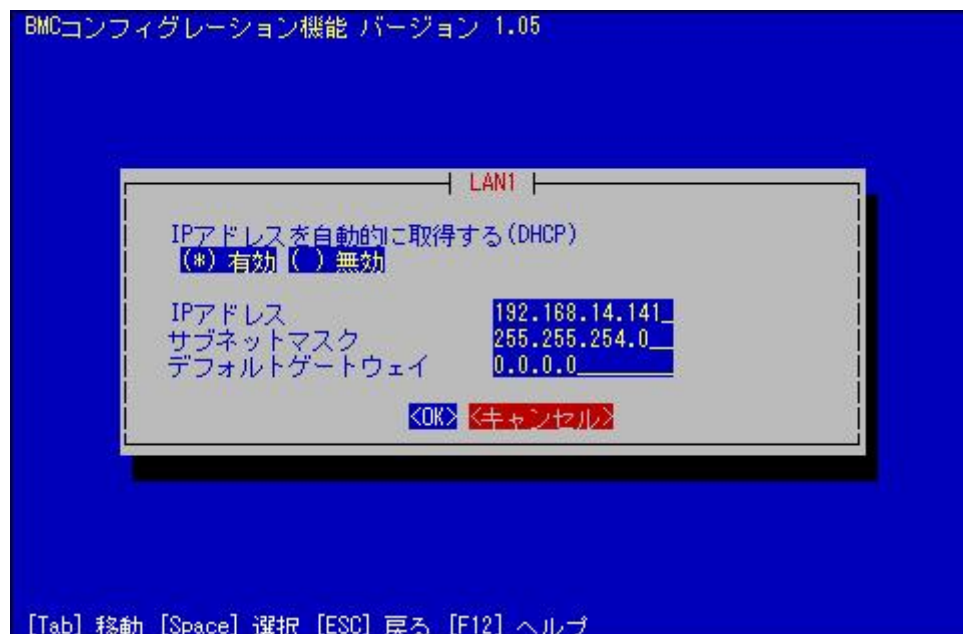 BMCコンフィグレーション機能 バージョン 1.05
LAN1
IPアドレスを自動的に取得する(DHCP)
(*) 有効 ( ) 無効
IPアドレス 192.168.14.141_
サブネットマスク 255.255.254.0__
デフォルトゲートウェイ 0.0.0.0________
<OK> <キャンセル>
[Tab] 移動 [Space] 選択 [ESC] 戻る [F12] ヘルプ